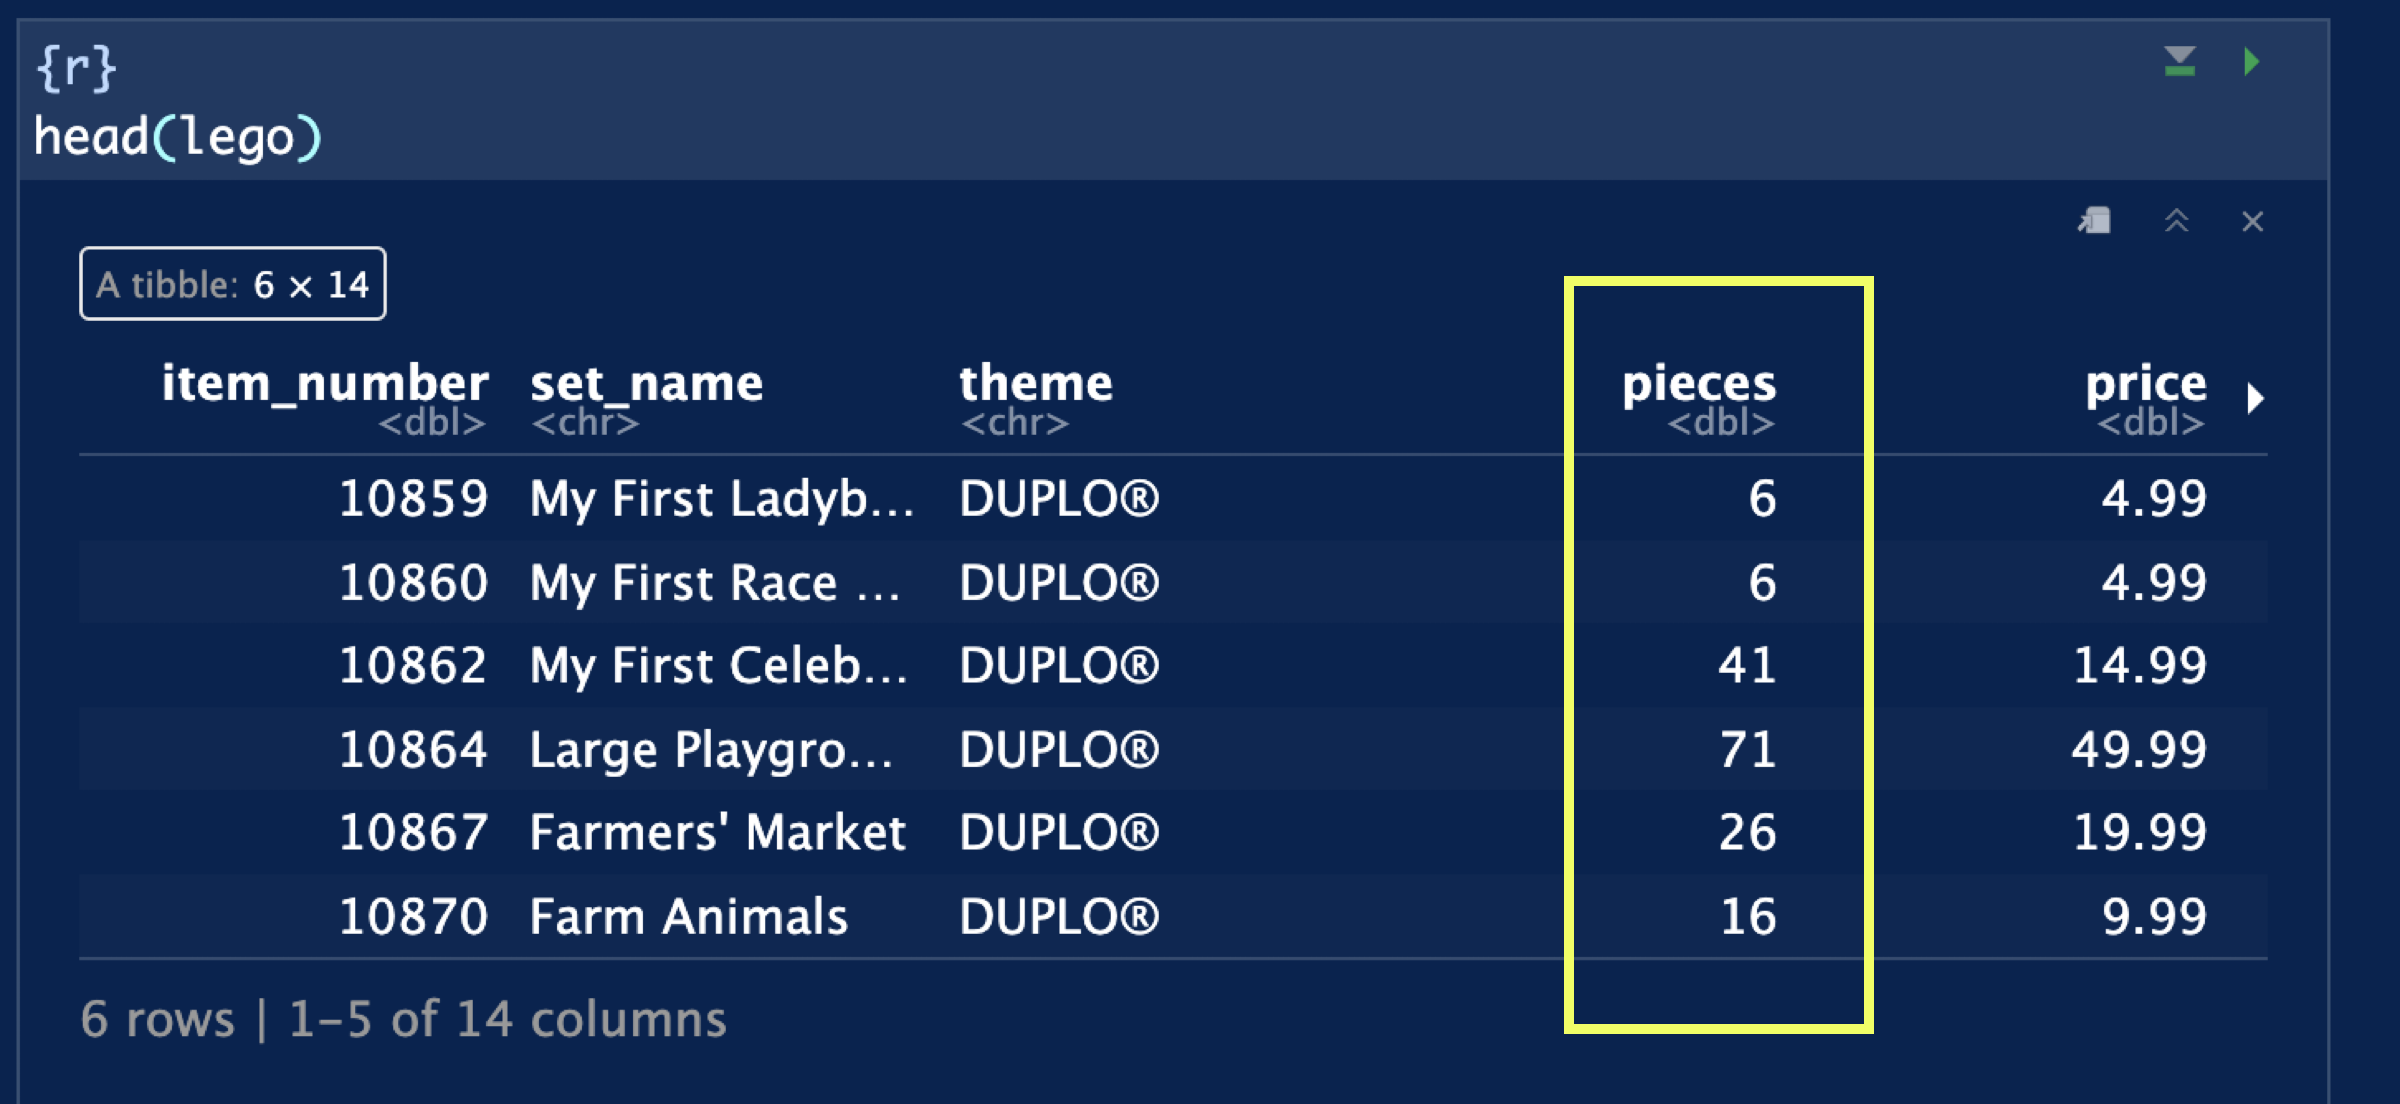 {r}
head(lego)
A tibble: 6 × 14
item_number set_name theme pieces price
<dbl> <chr> <chr> <dbl> <dbl>
10859 My First Ladyb... DUPLO® 6 4.99
10860 My First Race ... DUPLO® 6 4.99
10862 My First Celeb... DUPLO® 41 14.99
10864 Large Playgro... DUPLO® 71 49.99
10867 Farmers' Market DUPLO® 26 19.99
10870 Farm Animals DUPLO® 16 9.99
6 rows | 1–5 of 14 columns